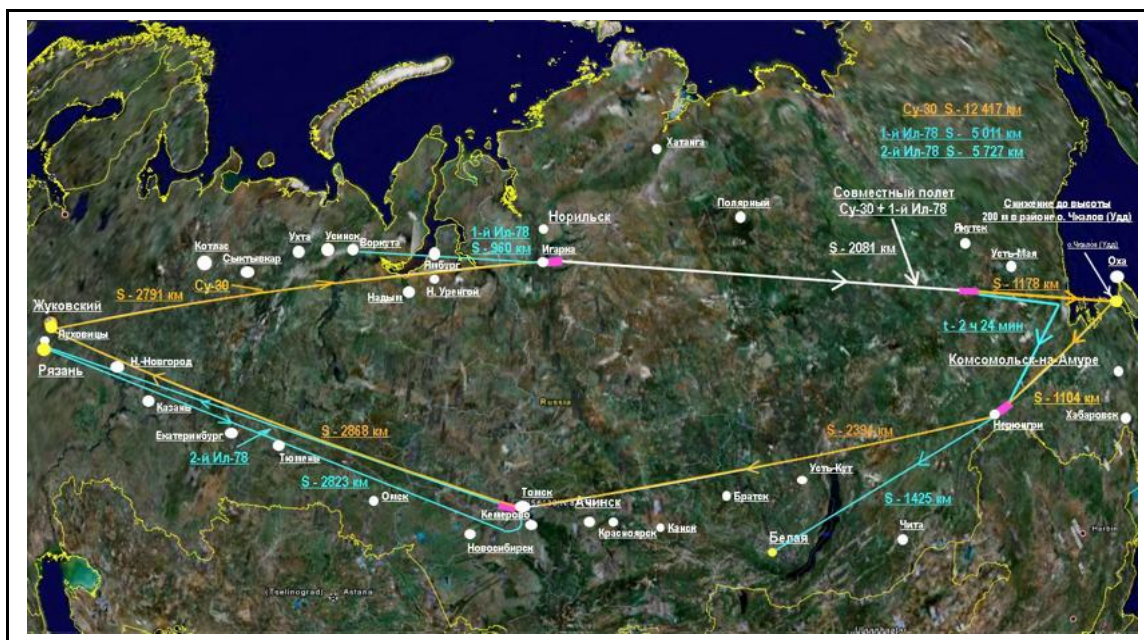 Су-30 S - 12 417 км
1-й Ил-78 S - 5 011 км
2-й Ил-78 S - 5 727 км
Хатанга
Совместный полет
Су-30 + 1-й Ил-78
Снижение до высоты
200 м в районе о. Чкалов (Удд)
Полярный
Норильск
1-й Ил-78
S - 960 км
Игарка
Якутск
о.Чкалов (Удд)
Котлас
Сыктывкар
Ухта
Усинск
Воркута
Ямбург
S - 2081 км
Усть-Мая
Оха
S - 1178 км
Су-30
S - 2791 км
Надым
Н. Уренгой
Жуковский
Луховицы
Рязань
t - 2 ч 24 мин
Н.-Новгород
Комсомольск-на-Амуре
Казань
Russia
S - 1104 км
Хабаровск
Нерюнгри
Екатеринбург
Тюмень
2-й Ил-78
S - 2868 км
S - 2394 км
S - 2823 км
Усть-Кут
Омск
Томск
Ачинск
Братск
S - 1425 км
Кемерово
Новосибирск
Красноярск
Канск
Белая
Чита
Harbin
(Tselinograd)
Astana